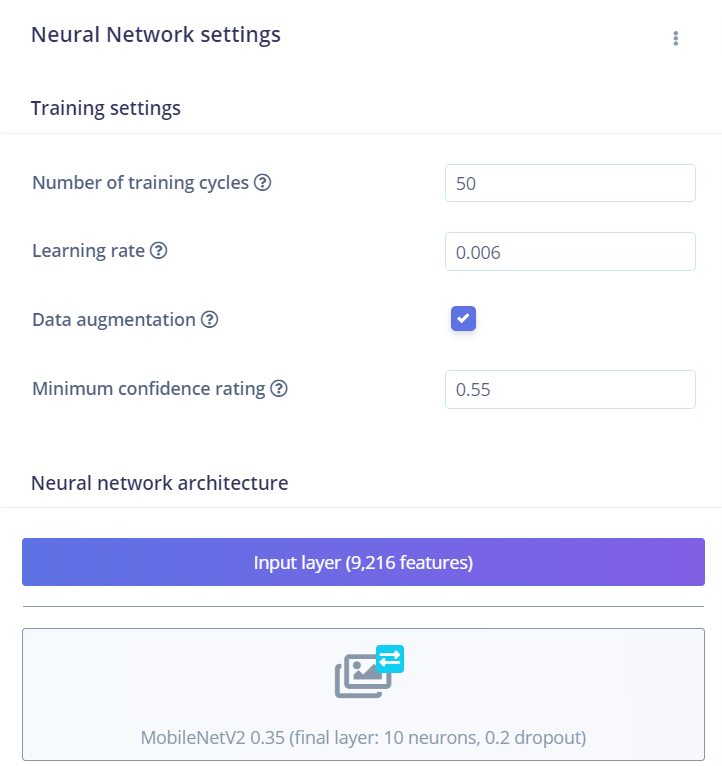 Neural Network settings
Training settings
Number of training cycles
50
Learning rate
0.006
Data augmentation
Minimum confidence rating
0.55
Neural network architecture
Input layer (9,216 features)
MobileNetV2 0.35 (final layer: 10 neurons, 0.2 dropout)